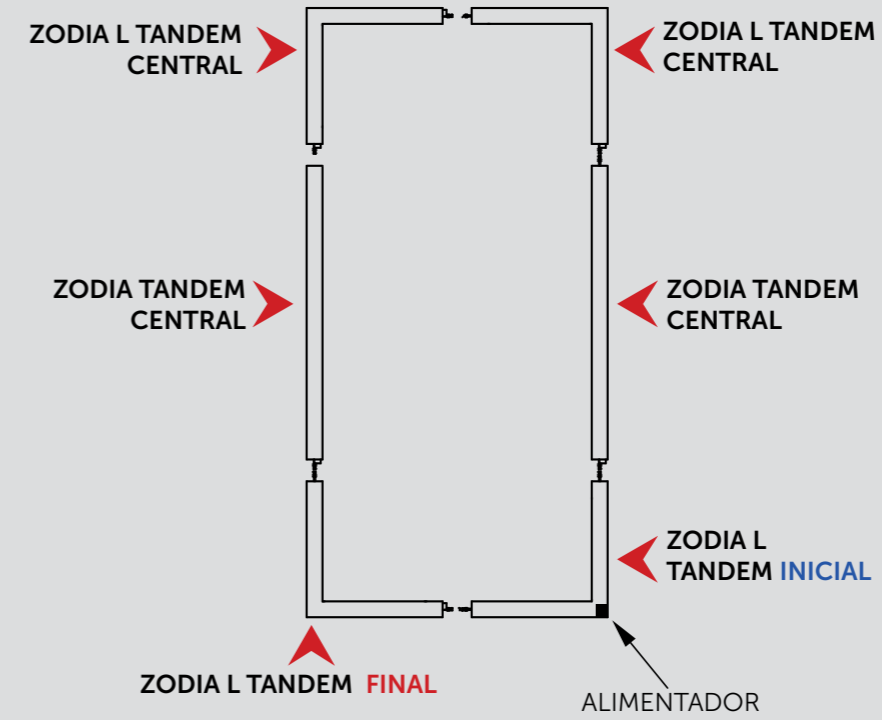 ZODIA L TANDEM
CENTRAL
ZODIA L TANDEM
CENTRAL
ZODIA TANDEM
CENTRAL
ZODIA TANDEM
CENTRAL
ZODIA L
TANDEM INICIAL
ZODIA L TANDEM FINAL
ALIMENTADOR